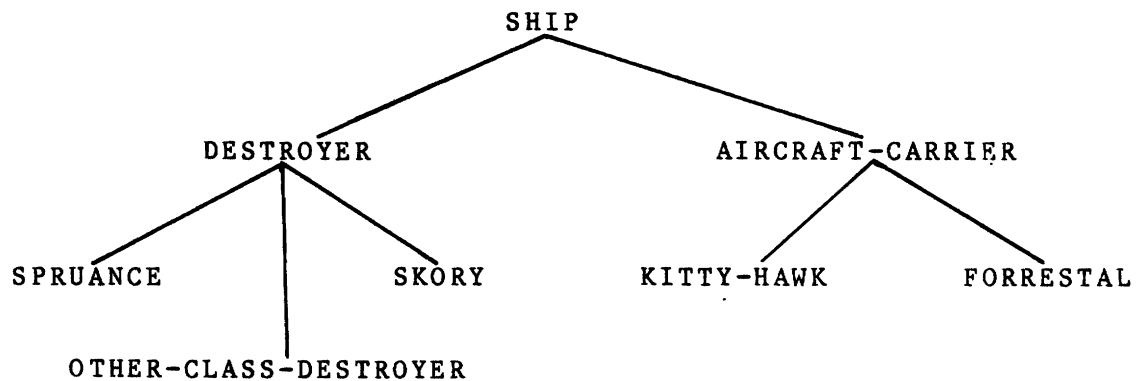 SHIP
DESTROYER AIRCRAFT-CARRIER
SPRUANCE SKORY KITTY-HAWK FORRESTAL
OTHER-CLASS-DESTROYER